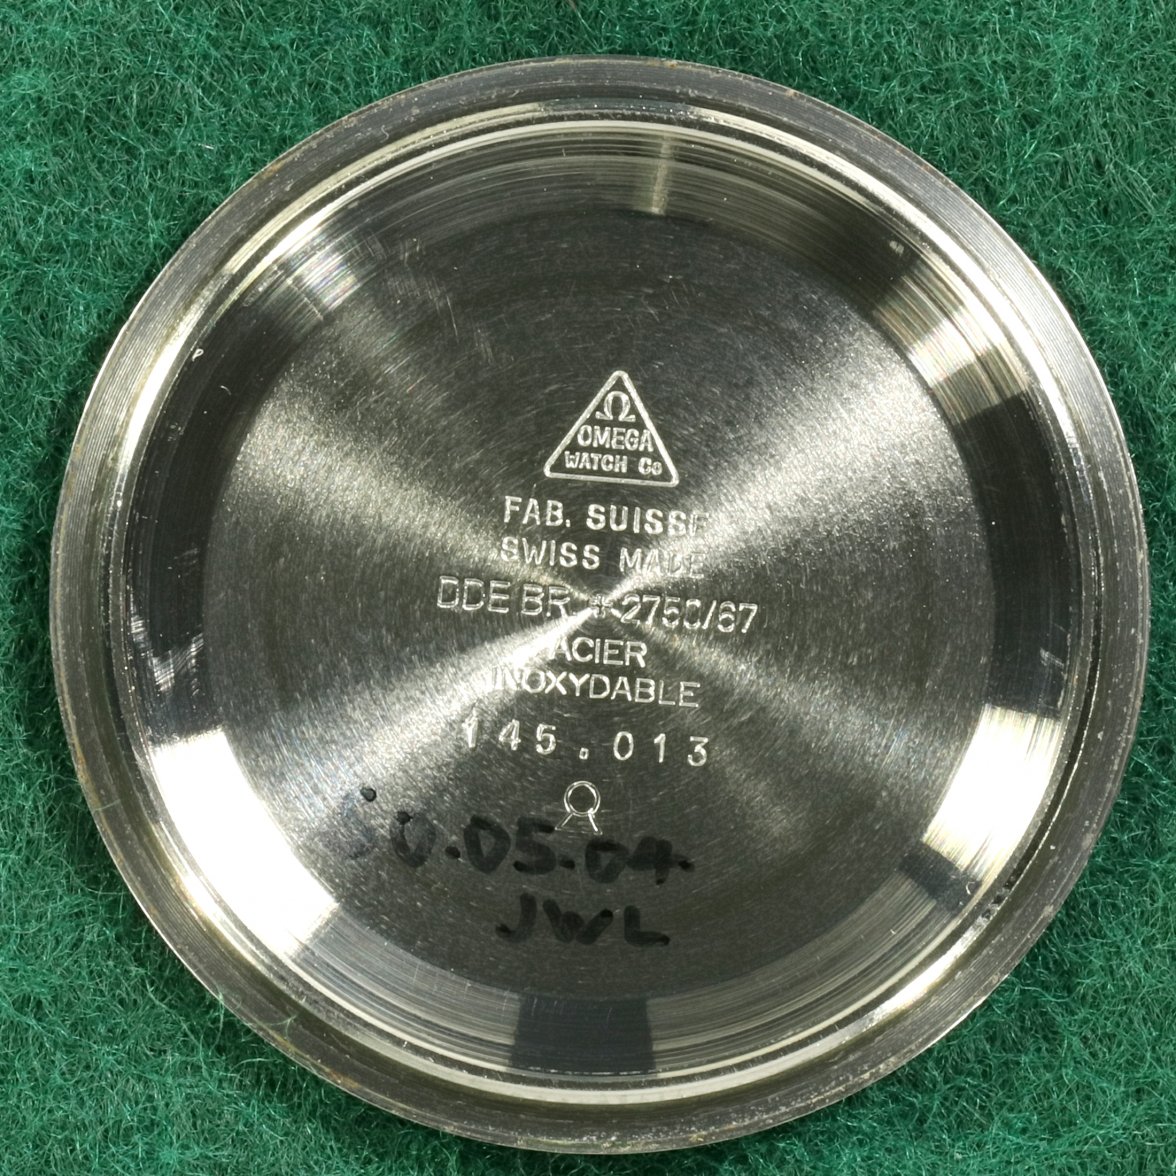 Ω
OMEGA
WATCH Co
FAB. SUISSE
SWISS MADE
DDE BR. + 2750/67
ACIER
INOXYDABLE
145.013
JWL